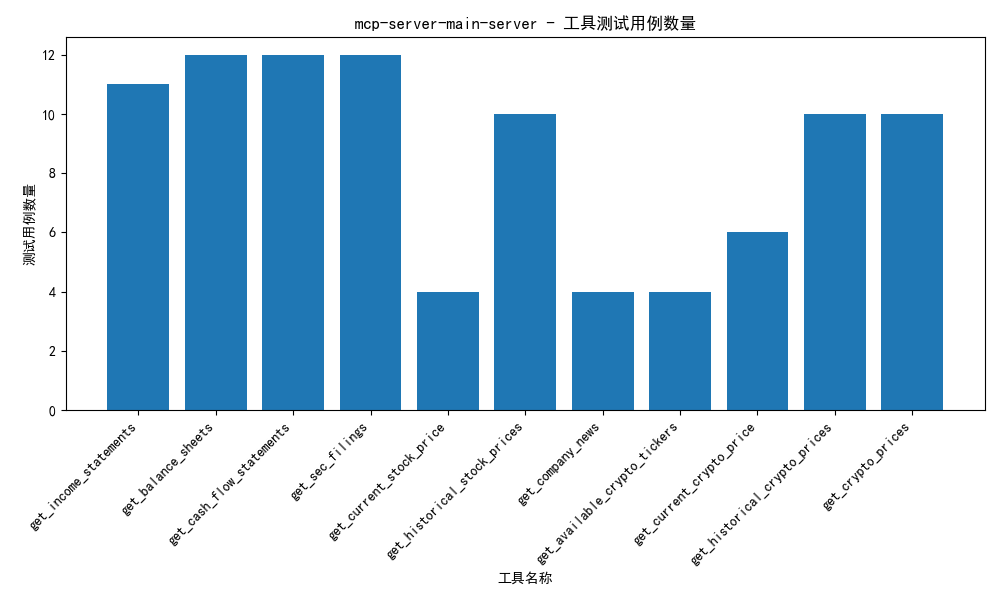 mcp-server-main-server - 工具测试用例数量
测试用例数量
12
10
8
6
4
2
0
get_income_statements
get_balance_sheets
get_cash_flow_statements
get_sec_filings
get_current_stock_price
get_historical_stock_prices
get_company_news
get_available_crypto_tickers
get_current_crypto_price
get_historical_crypto_prices
get_crypto_prices
工具名称